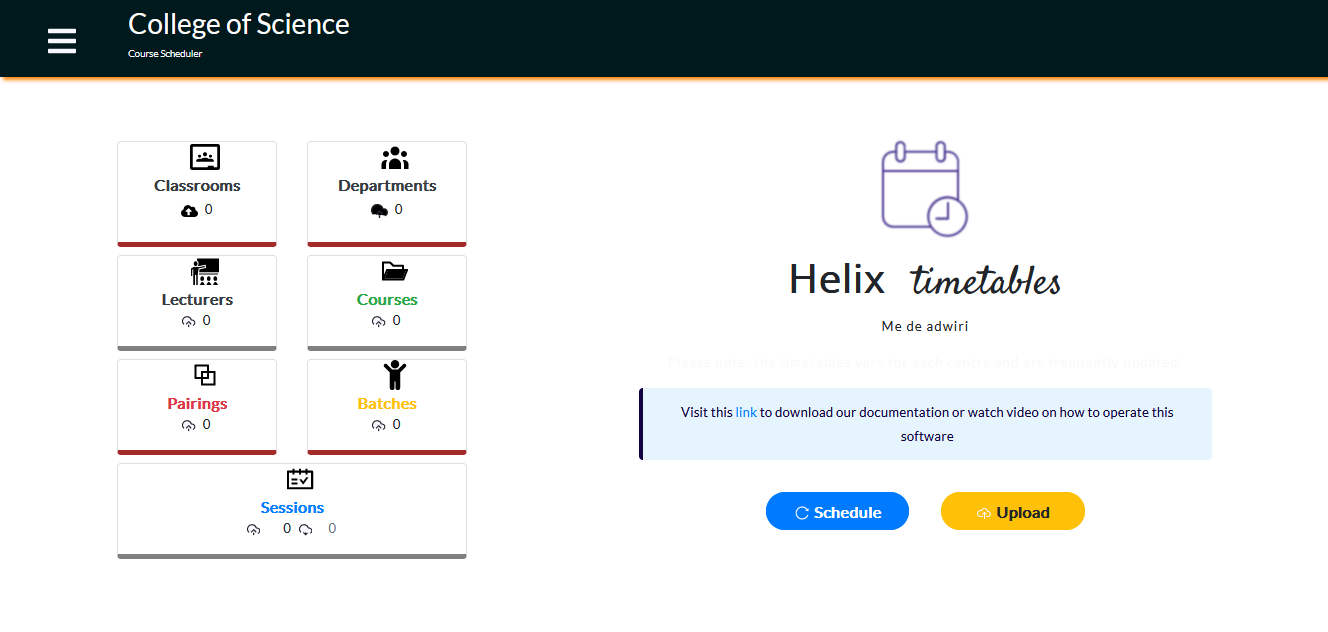 College of Science
Course Scheduler
Classrooms
0
Departments
0
Lecturers
0
Courses
0
Pairings
0
Batches
0
Sessions
0 0
Helix timetables
Me de adwiri
Please note, the timetables vary for each centre and are frequently updated.
Visit this link to download our documentation or watch video on how to operate this
software
Schedule
Upload